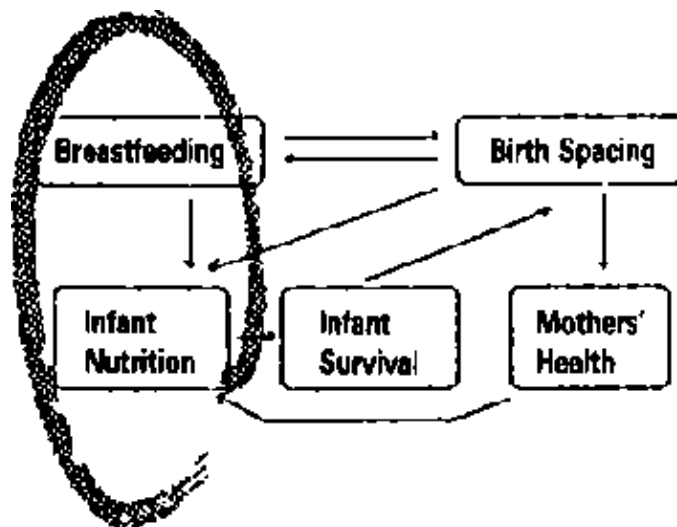 Breastfeeding
Birth Spacing
Infant
Nutrition
Infant
Survival
Mothers'
Health